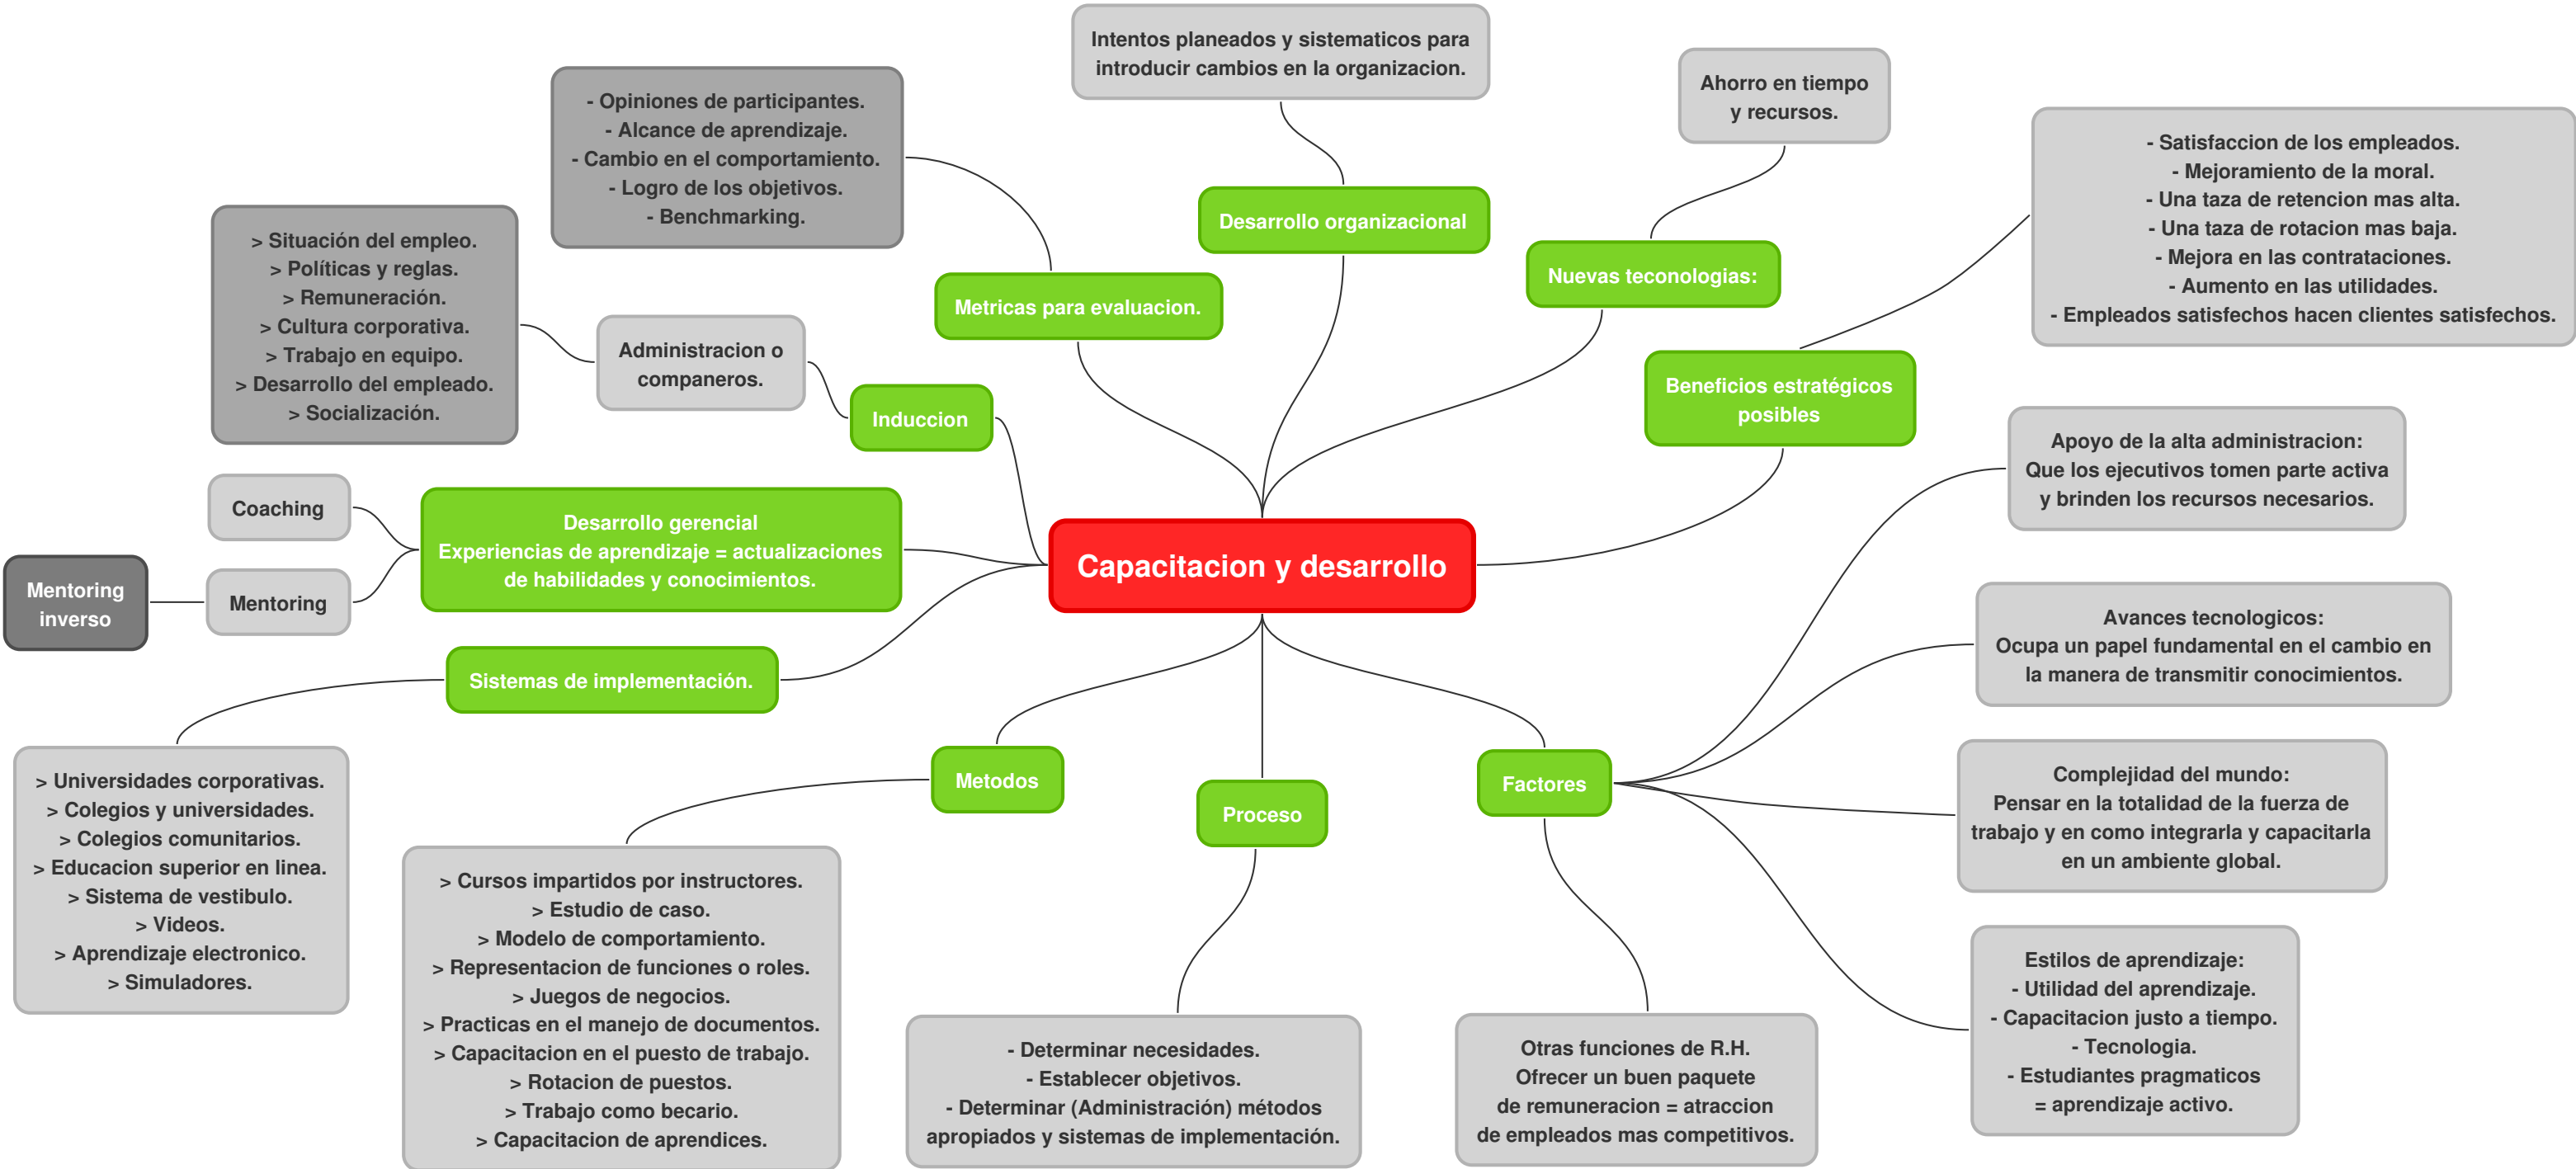 Capacitacion y desarrollo
Intentos planeados y sistematicos para
introducir cambios en la organizacion.
Desarrollo organizacional
Ahorro en tiempo
y recursos.
Nuevas teconologias:
- Satisfaccion de los empleados.
- Mejoramiento de la moral.
- Una taza de retencion mas alta.
- Una taza de rotacion mas baja.
- Mejora en las contrataciones.
- Aumento en las utilidades.
- Empleados satisfechos hacen clientes satisfechos.
Beneficios estratégicos
posibles
- Opiniones de participantes.
- Alcance de aprendizaje.
- Cambio en el comportamiento.
- Logro de los objetivos.
- Benchmarking.
Metricas para evaluacion.
> Situación del empleo.
> Políticas y reglas.
> Remuneración.
> Cultura corporativa.
> Trabajo en equipo.
> Desarrollo del empleado.
> Socialización.
Administracion o
companeros.
Induccion
Coaching
Mentoring
inverso
Mentoring
Desarrollo gerencial
Experiencias de aprendizaje = actualizaciones
de habilidades y conocimientos.
Sistemas de implementación.
> Universidades corporativas.
> Colegios y universidades.
> Colegios comunitarios.
> Educacion superior en linea.
> Sistema de vestibulo.
> Videos.
> Aprendizaje electronico.
> Simuladores.
Metodos
> Cursos impartidos por instructores.
> Estudio de caso.
> Modelo de comportamiento.
> Representacion de funciones o roles.
> Juegos de negocios.
> Practicas en el manejo de documentos.
> Capacitacion en el puesto de trabajo.
> Rotacion de puestos.
> Trabajo como becario.
> Capacitacion de aprendices.
Proceso
- Determinar necesidades.
- Establecer objetivos.
- Determinar (Administración) métodos
apropiados y sistemas de implementación.
Factores
Otras funciones de R.H.
Ofrecer un buen paquete
de remuneracion = atraccion
de empleados mas competitivos.
Apoyo de la alta administracion:
Que los ejecutivos tomen parte activa
y brinden los recursos necesarios.
Avances tecnologicos:
Ocupa un papel fundamental en el cambio en
la manera de transmitir conocimientos.
Complejidad del mundo:
Pensar en la totalidad de la fuerza de
trabajo y en como integrarla y capacitarla
en un ambiente global.
Estilos de aprendizaje:
- Utilidad del aprendizaje.
- Capacitacion justo a tiempo.
- Tecnologia.
- Estudiantes pragmaticos
= aprendizaje activo.